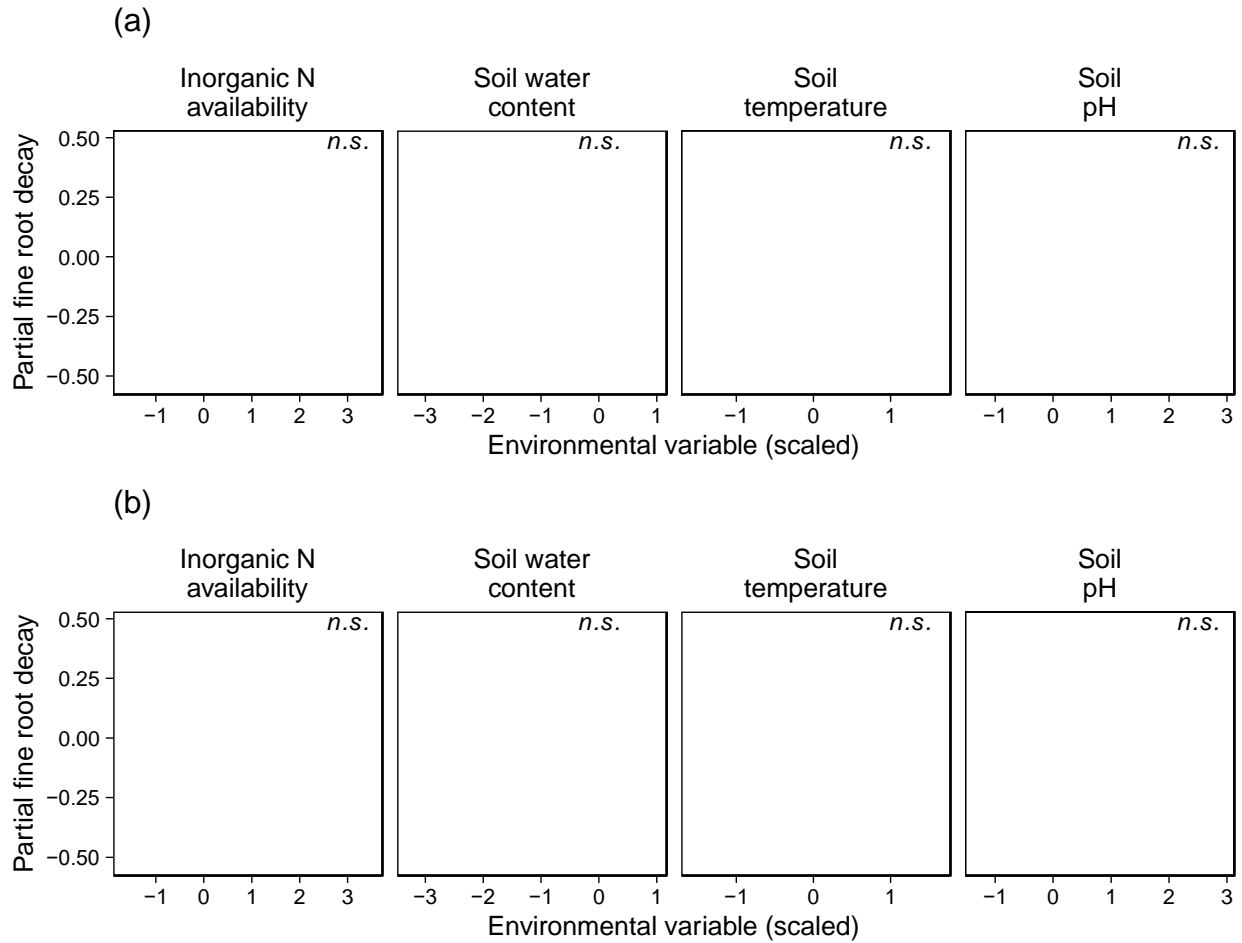 (a)
Inorganic N
availability
Soil water
content
Soil
temperature
Soil
pH
n.s.
n.s.
n.s.
n.s.
Partial fine root decay
0.50
0.25
0.00
−0.25
−0.50
−1 0 1 2 3
−3 −2 −1 0 1
−1 0 1
−1 0 1 2 3
Environmental variable (scaled)
(b)
Inorganic N
availability
Soil water
content
Soil
temperature
Soil
pH
n.s.
n.s.
n.s.
n.s.
Partial fine root decay
0.50
0.25
0.00
−0.25
−0.50
−1 0 1 2 3
−3 −2 −1 0 1
−1 0 1
−1 0 1 2 3
Environmental variable (scaled)